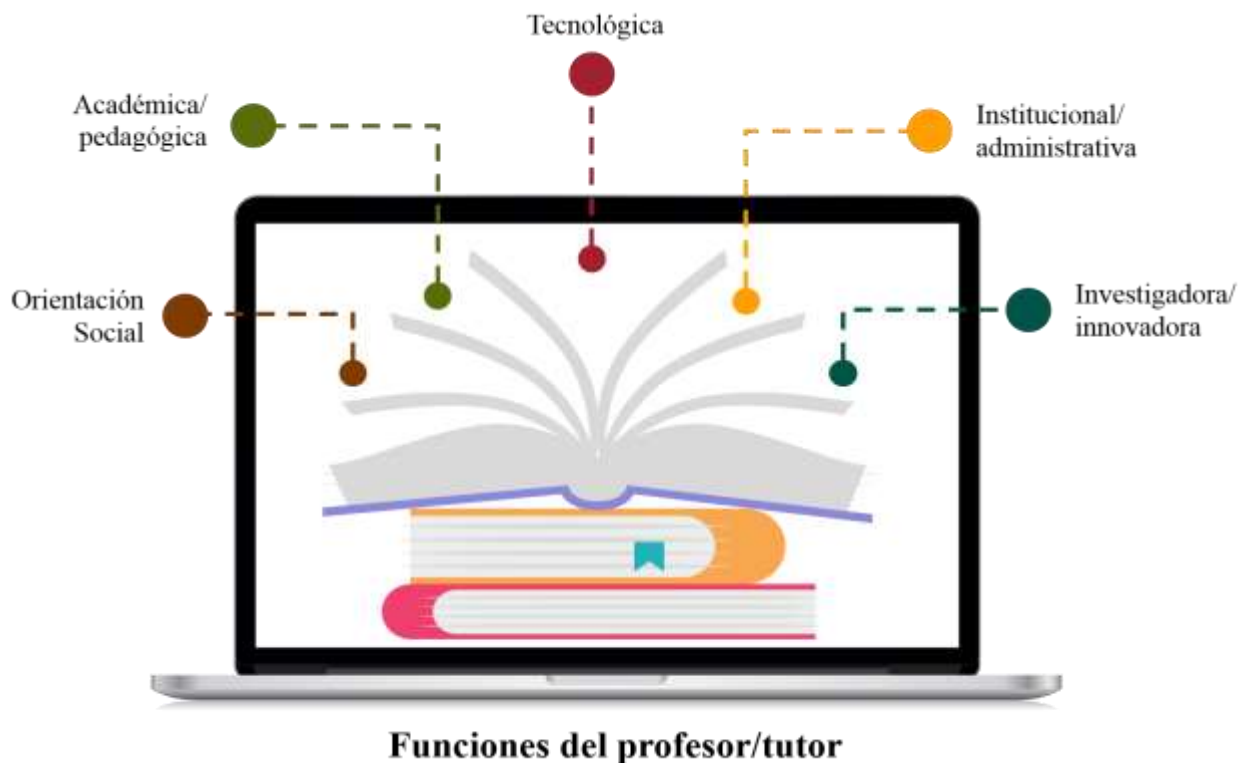 Tecnológica
Académica/
pedagógica
Institucional/
administrativa
Orientación
Social
Investigadora/
innovadora
Funciones del profesor/tutor